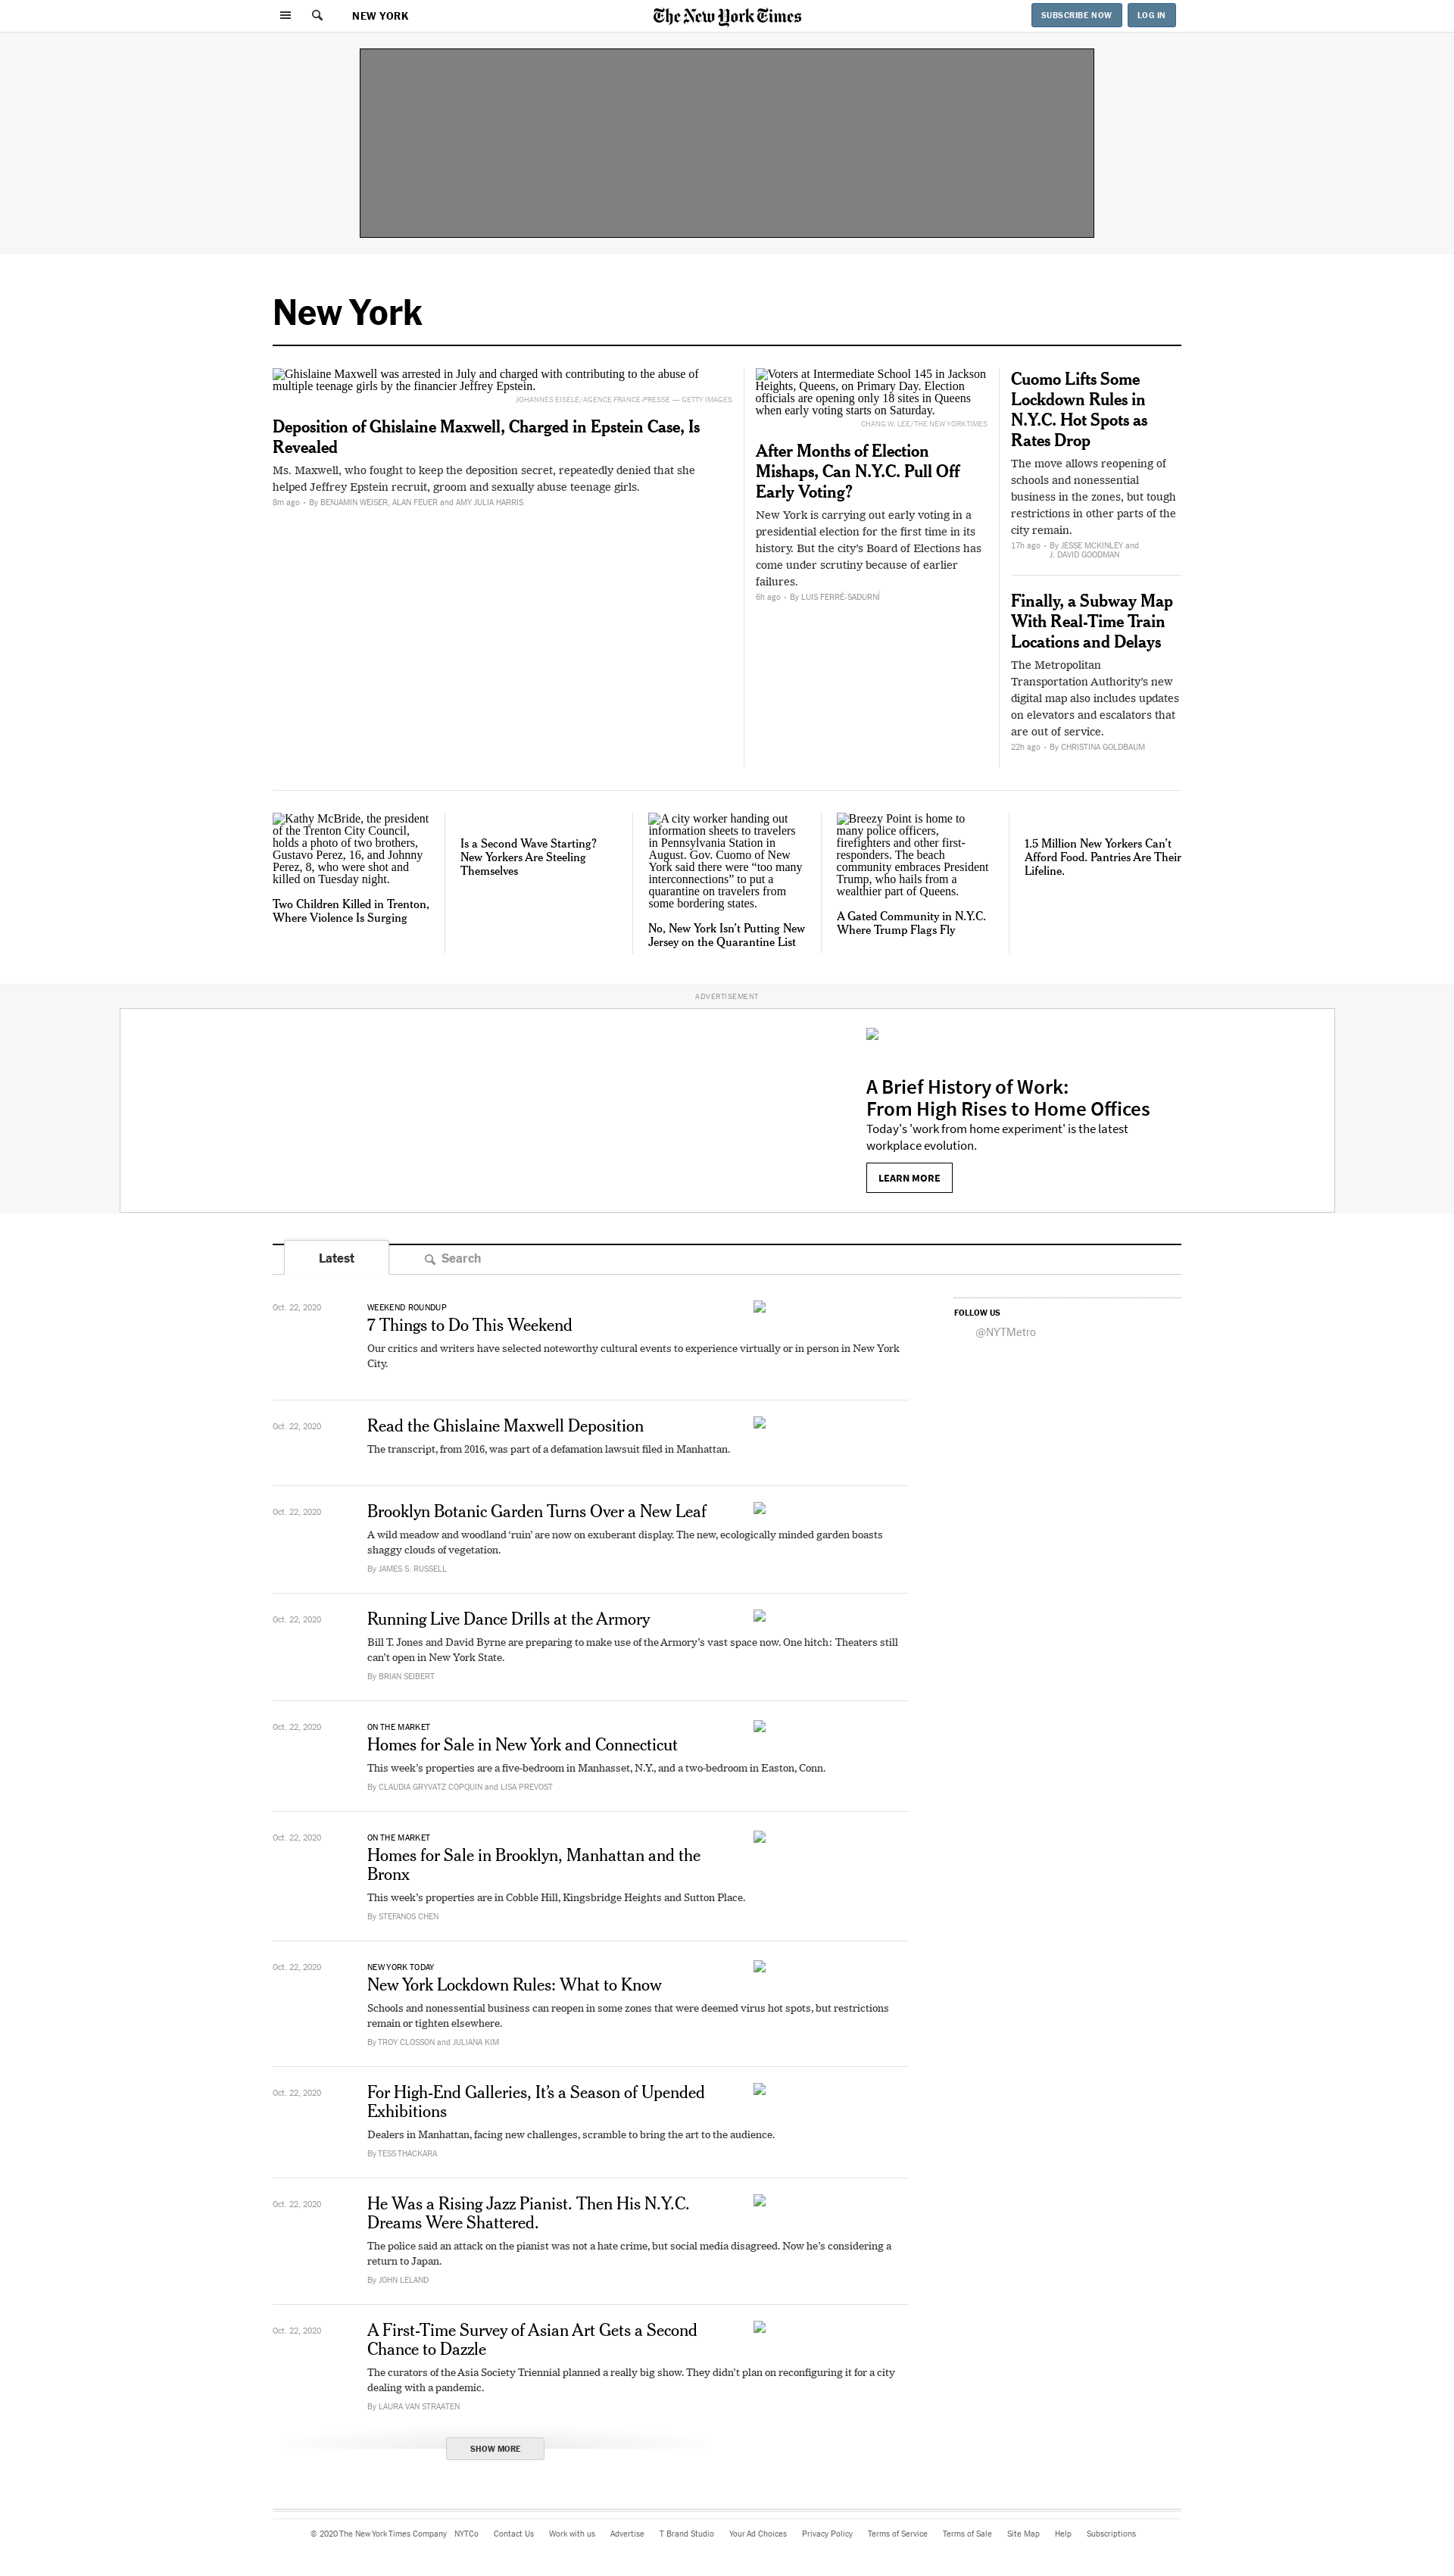 NEW YORK
The New York Times
SUBSCRIBE NOW
LOG IN
New York
Ghislaine Maxwell was arrested in July and charged with contributing to the abuse of
multiple teenage girls by the financier Jeffrey Epstein.
JOHANNES EISELE/AGENCE FRANCE-PRESSE — GETTY IMAGES
Deposition of Ghislaine Maxwell, Charged in Epstein Case, Is
Revealed
Ms. Maxwell, who fought to keep the deposition secret, repeatedly denied that she
helped Jeffrey Epstein recruit, groom and sexually abuse teenage girls.
8m ago • By BENJAMIN WEISER, ALAN FEUER and AMY JULIA HARRIS
Voters at Intermediate School 145 in Jackson
Heights, Queens, on Primary Day. Election
officials are opening only 18 sites in Queens
when early voting starts on Saturday.
CHANG W. LEE/THE NEW YORK TIMES
After Months of Election
Mishaps, Can N.Y.C. Pull Off
Early Voting?
New York is carrying out early voting in a
presidential election for the first time in its
history. But the city’s Board of Elections has
come under scrutiny because of earlier
failures.
6h ago • By LUIS FERRÉ-SADURNÍ
Cuomo Lifts Some
Lockdown Rules in
N.Y.C. Hot Spots as
Rates Drop
The move allows reopening of
schools and nonessential
business in the zones, but tough
restrictions in other parts of the
city remain.
17h ago • By JESSE MCKINLEY and
J. DAVID GOODMAN
Finally, a Subway Map
With Real-Time Train
Locations and Delays
The Metropolitan
Transportation Authority’s new
digital map also includes updates
on elevators and escalators that
are out of service.
22h ago • By CHRISTINA GOLDBAUM
Kathy McBride, the president
of the Trenton City Council,
holds a photo of two brothers,
Gustavo Perez, 16, and Johnny
Perez, 8, who were shot and
killed on Tuesday night.
Two Children Killed in Trenton,
Where Violence Is Surging
Is a Second Wave Starting?
New Yorkers Are Steeling
Themselves
A city worker handing out
information sheets to travelers
in Pennsylvania Station in
August. Gov. Cuomo of New
York said there were “too many
interconnections” to put a
quarantine on travelers from
some bordering states.
No, New York Isn’t Putting New
Jersey on the Quarantine List
Breezy Point is home to
many police officers,
firefighters and other first-
responders. The beach
community embraces President
Trump, who hails from a
wealthier part of Queens.
A Gated Community in N.Y.C.
Where Trump Flags Fly
1.5 Million New Yorkers Can’t
Afford Food. Pantries Are Their
Lifeline.
ADVERTISEMENT
A Brief History of Work:
From High Rises to Home Offices
Today's 'work from home experiment' is the latest
workplace evolution.
LEARN MORE
Latest
Search
Oct. 22, 2020
WEEKEND ROUNDUP
7 Things to Do This Weekend
Our critics and writers have selected noteworthy cultural events to experience virtually or in person in New York
City.
FOLLOW US
@NYTMetro
Oct. 22, 2020
Read the Ghislaine Maxwell Deposition
The transcript, from 2016, was part of a defamation lawsuit filed in Manhattan.
Oct. 22, 2020
Brooklyn Botanic Garden Turns Over a New Leaf
A wild meadow and woodland ‘ruin’ are now on exuberant display. The new, ecologically minded garden boasts
shaggy clouds of vegetation.
By JAMES S. RUSSELL
Oct. 22, 2020
Running Live Dance Drills at the Armory
Bill T. Jones and David Byrne are preparing to make use of the Armory’s vast space now. One hitch: Theaters still
can’t open in New York State.
By BRIAN SEIBERT
Oct. 22, 2020
ON THE MARKET
Homes for Sale in New York and Connecticut
This week’s properties are a five-bedroom in Manhasset, N.Y., and a two-bedroom in Easton, Conn.
By CLAUDIA GRYVATZ COPQUIN and LISA PREVOST
Oct. 22, 2020
ON THE MARKET
Homes for Sale in Brooklyn, Manhattan and the
Bronx
This week’s properties are in Cobble Hill, Kingsbridge Heights and Sutton Place.
By STEFANOS CHEN
Oct. 22, 2020
NEW YORK TODAY
New York Lockdown Rules: What to Know
Schools and nonessential business can reopen in some zones that were deemed virus hot spots, but restrictions
remain or tighten elsewhere.
By TROY CLOSSON and JULIANA KIM
Oct. 22, 2020
For High-End Galleries, It’s a Season of Upended
Exhibitions
Dealers in Manhattan, facing new challenges, scramble to bring the art to the audience.
By TESS THACKARA
Oct. 22, 2020
He Was a Rising Jazz Pianist. Then His N.Y.C.
Dreams Were Shattered.
The police said an attack on the pianist was not a hate crime, but social media disagreed. Now he’s considering a
return to Japan.
By JOHN LELAND
Oct. 22, 2020
A First-Time Survey of Asian Art Gets a Second
Chance to Dazzle
The curators of the Asia Society Triennial planned a really big show. They didn’t plan on reconfiguring it for a city
dealing with a pandemic.
By LAURA VAN STRAATEN
SHOW MORE
© 2020 The New York Times Company NYTCo Contact Us Work with us Advertise T Brand Studio Your Ad Choices Privacy Policy Terms of Service Terms of Sale Site Map Help Subscriptions